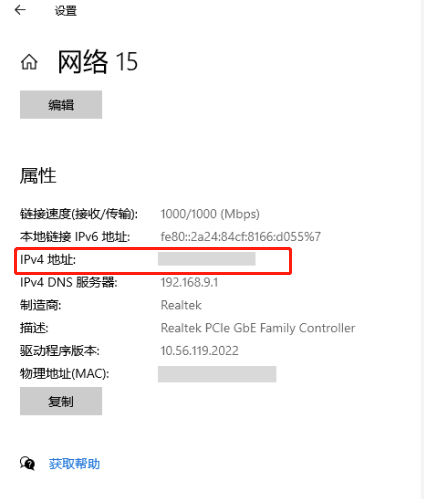 设置
网络 15
编辑
属性
链接速度(接收/传输): 1000/1000 (Mbps)
本地链接 IPv6 地址: fe80::2a24:84cf:8166:d055%7
IPv4 地址:
IPv4 DNS 服务器: 192.168.9.1
制造商: Realtek
描述: Realtek PCIe GbE Family Controller
驱动程序版本: 10.56.119.2022
物理地址(MAC):
复制
获取帮助